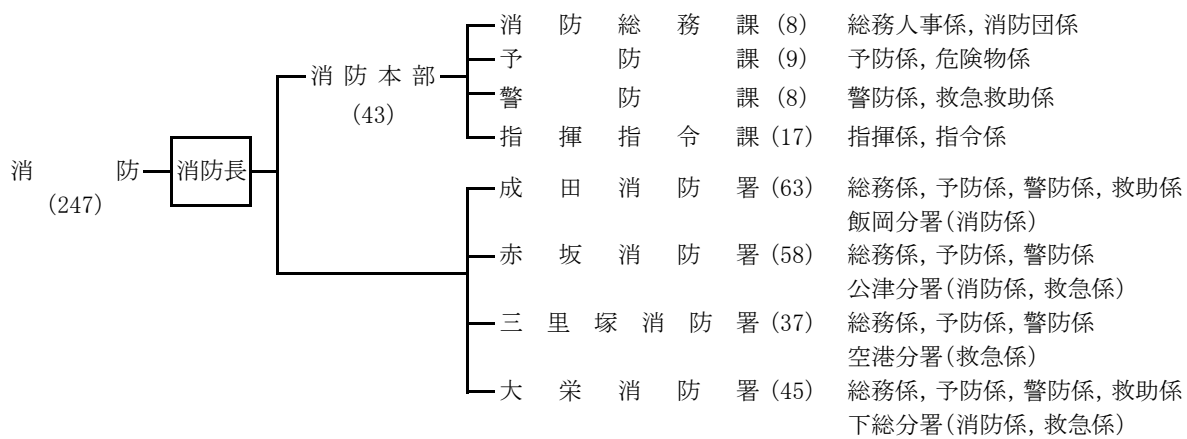 消防総務課 (8) 総務人事係, 消防団係
予防課 (9) 予防係, 危険物係
消防本部
(43)
警防課 (8) 警防係, 救急救助係
指揮指令課 (17) 指揮係, 指令係
消防
(247)
消防長
成田消防署 (63) 総務係, 予防係, 警防係, 救助係
飯岡分署(消防係)
赤坂消防署 (58) 総務係, 予防係, 警防係
公津分署(消防係, 救急係)
三里塚消防署 (37) 総務係, 予防係, 警防係
空港分署(救急係)
大栄消防署 (45) 総務係, 予防係, 警防係, 救助係
下総分署(消防係, 救急係)